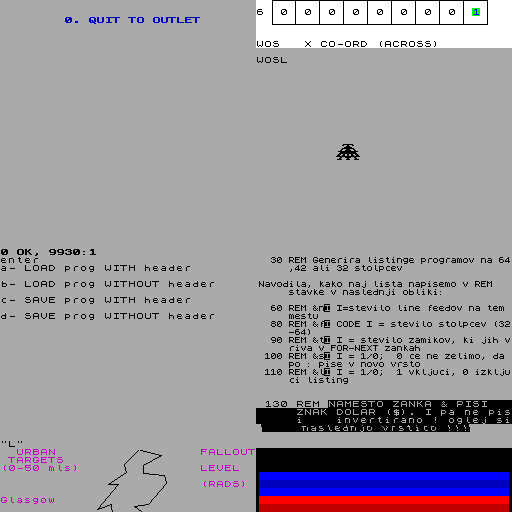 0. QUIT TO OUTLET
6 0 0 0 0 0 0 0 1
WOS X CO-ORD (ACROSS)
WOSL
0 OK, 9930:1
enter
a- LOAD prog WITH header
b- LOAD prog WITHOUT header
c- SAVE prog WITH header
d- SAVE prog WITHOUT header
30 REM Generira listinge programov na 64
,42 ali 32 stolpcev
Navodila, kako naj lista napisemo v REM
stavke v naslednji obliki:
60 REM I=stevilo line feedov na tem
mestu
80 REM CODE I = stevilo stolpcev (32
-64)
90 REM I = stevilo zamikov, ki jih v
riva v FOR-NEXT zankah
100 REM I = 1/0; 0 ce ne zelimo, da
po : pise v novo vrsto
110 REM I = 1/0; 1 vkljuci, 0 izklju
ci listing
130 REM NAMESTO ZANKA & PISI
ZNAK DOLAR ($). I pa ne pis
i invertirano ! oglej si
naslednjo vrstico !!!
"L"
URBAN
TARGETS
(0-50 mls)
Glasgow
FALLOUT
LEVEL
(RADS)